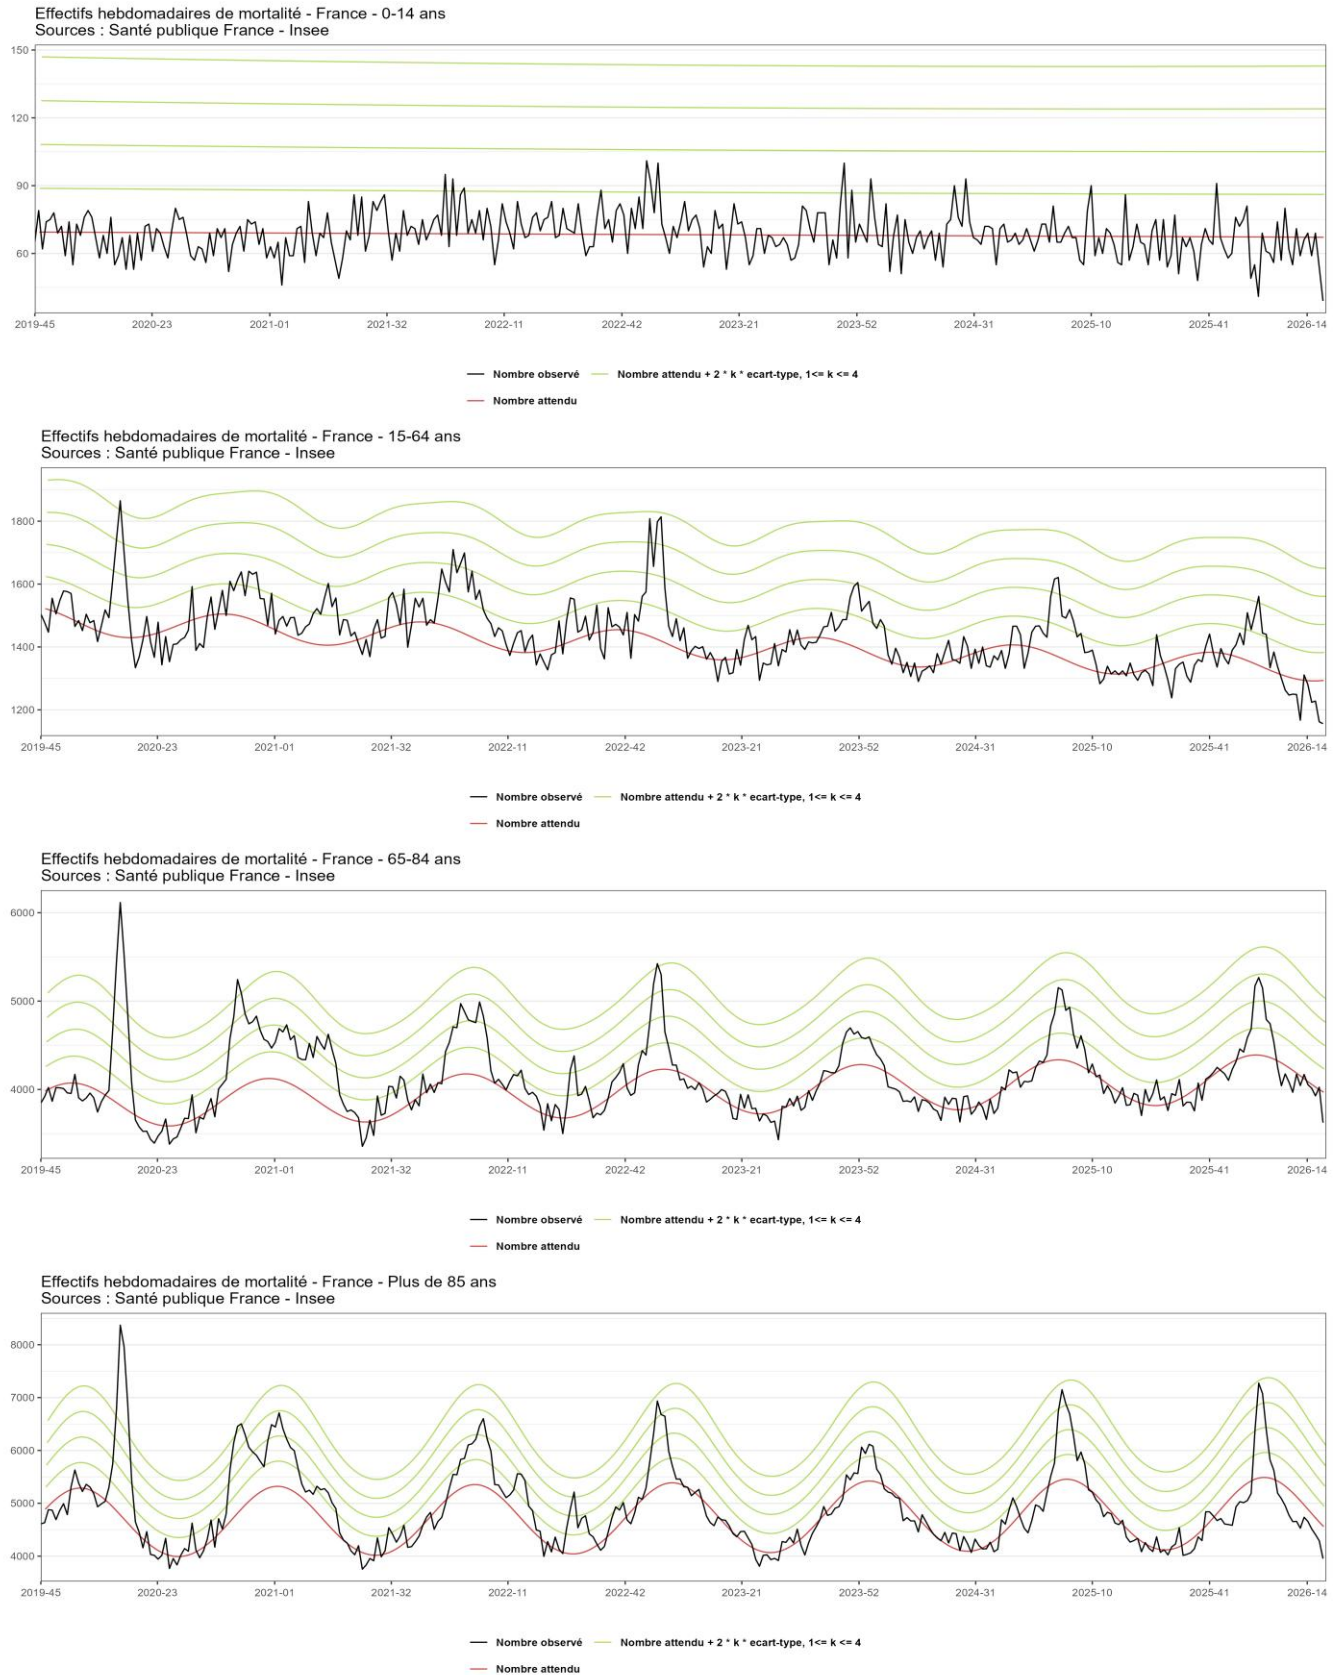 Effectifs hebdomadaires de mortalité - France - 0-14 ans
Sources : Santé publique France - Insee
150
120
90
60
2019-45 2020-23 2021-01 2021-32 2022-11 2022-42 2023-21 2023-52 2024-31 2025-10 2025-41 2026-14
Nombre observé Nombre attendu + 2 * k * ecart-type, 1<= k <= 4
Nombre attendu
Effectifs hebdomadaires de mortalité - France - 15-64 ans
Sources : Santé publique France - Insee
1800
1600
1400
1200
2019-45 2020-23 2021-01 2021-32 2022-11 2022-42 2023-21 2023-52 2024-31 2025-10 2025-41 2026-14
Nombre observé Nombre attendu + 2 * k * ecart-type, 1<= k <= 4
Nombre attendu
Effectifs hebdomadaires de mortalité - France - 65-84 ans
Sources : Santé publique France - Insee
6000
5000
4000
2019-45 2020-23 2021-01 2021-32 2022-11 2022-42 2023-21 2023-52 2024-31 2025-10 2025-41 2026-14
Nombre observé Nombre attendu + 2 * k * ecart-type, 1<= k <= 4
Nombre attendu
Effectifs hebdomadaires de mortalité - France - Plus de 85 ans
Sources : Santé publique France - Insee
8000
7000
6000
5000
4000
2019-45 2020-23 2021-01 2021-32 2022-11 2022-42 2023-21 2023-52 2024-31 2025-10 2025-41 2026-14
Nombre observé Nombre attendu + 2 * k * ecart-type, 1<= k <= 4
Nombre attendu